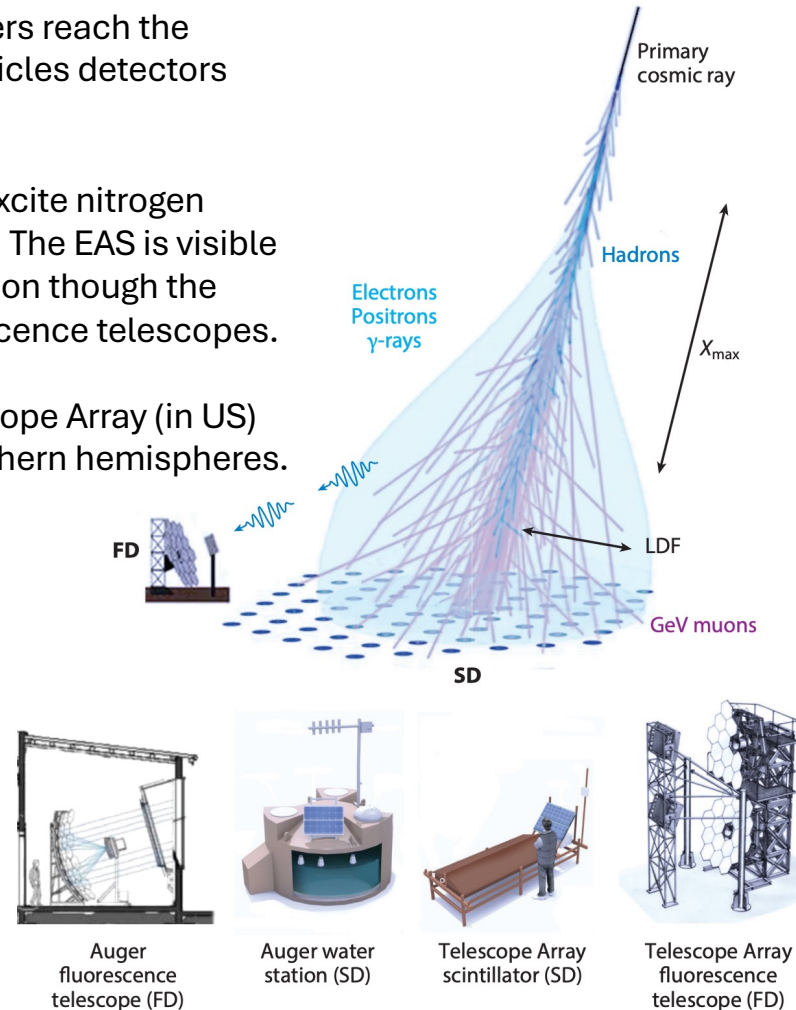 ers reach the
icles detectors
xcite nitrogen
The EAS is visible
on though the
cence telescopes.
ope Array (in US)
hern hemispheres.
Primary
cosmic ray
Hadrons
Electrons
Positrons
γ-rays
Xmax
FD
LDF
GeV muons
SD
Auger
fluorescence
telescope (FD)
Auger water
station (SD)
Telescope Array
scintillator (SD)
Telescope Array
fluorescence
telescope (FD)